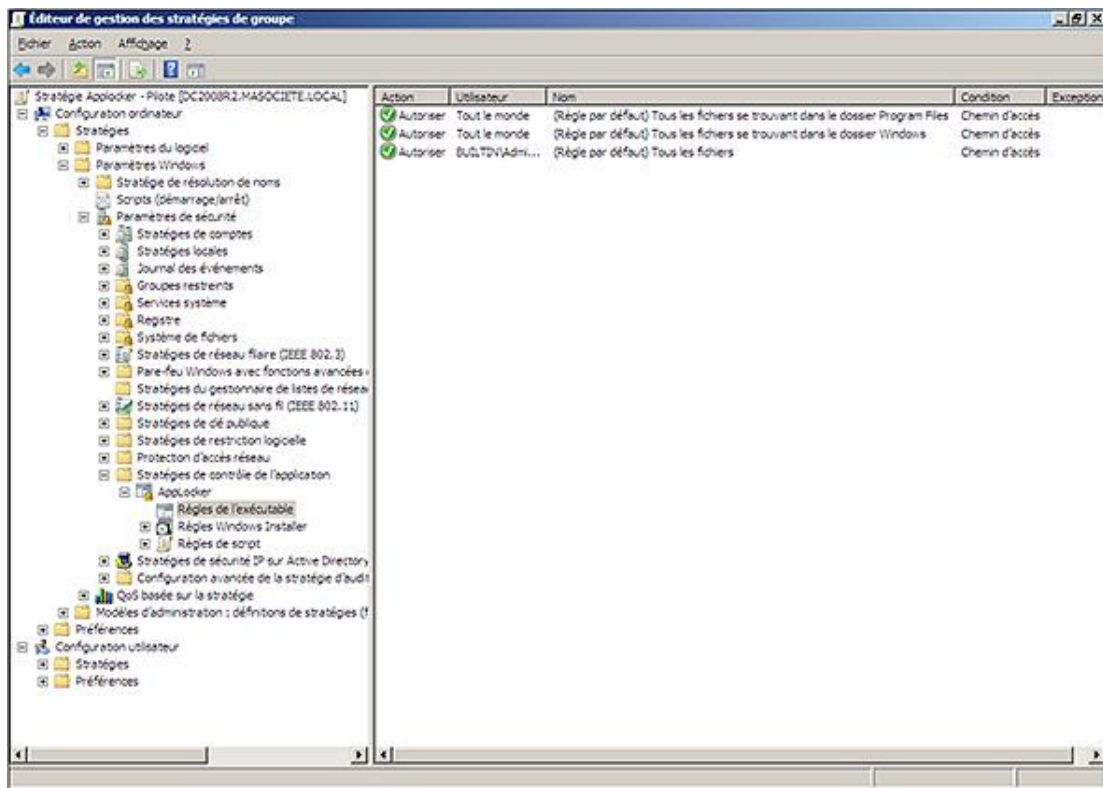 Éditeur de gestion des stratégies de groupe
Fichier Action Affichage ?
Stratégie Applocker - Pilote [DC2008R2.MASOCIETE.LOCAL]
Configuration ordinateur
Stratégies
Paramètres du logiciel
Paramètres Windows
Stratégie de résolution de noms
Scripts (démarrage/arrêt)
Paramètres de sécurité
Stratégies de comptes
Stratégies locales
Journal des événements
Groupes restreints
Services système
Registre
Système de fichiers
Stratégies de réseau filaire (IEEE 802.3)
Pare-feu Windows avec fonctions avancées
Stratégies du gestionnaire de listes de résea
Stratégies de réseau sans fil (IEEE 802.11)
Stratégies de clé publique
Stratégies de restriction logicielle
Protection d'accès réseau
Stratégies de contrôle de l'application
AppLocker
Règles de l'exécutable
Règles Windows Installer
Règles de script
Stratégies de sécurité IP sur Active Directory
Configuration avancée de la stratégie d'audit
QoS basée sur la stratégie
Modèles d'administration : définitions de stratégies (f
Préférences
Configuration utilisateur
Stratégies
Préférences
Action Utilisateur Nom Condition Exception
Autoriser Tout le monde (Règle par défaut) Tous les fichiers se trouvant dans le dossier Program Files Chemin d'accès
Autoriser Tout le monde (Règle par défaut) Tous les fichiers se trouvant dans le dossier Windows Chemin d'accès
Autoriser BUILTIN\Admi... (Règle par défaut) Tous les fichiers Chemin d'accès